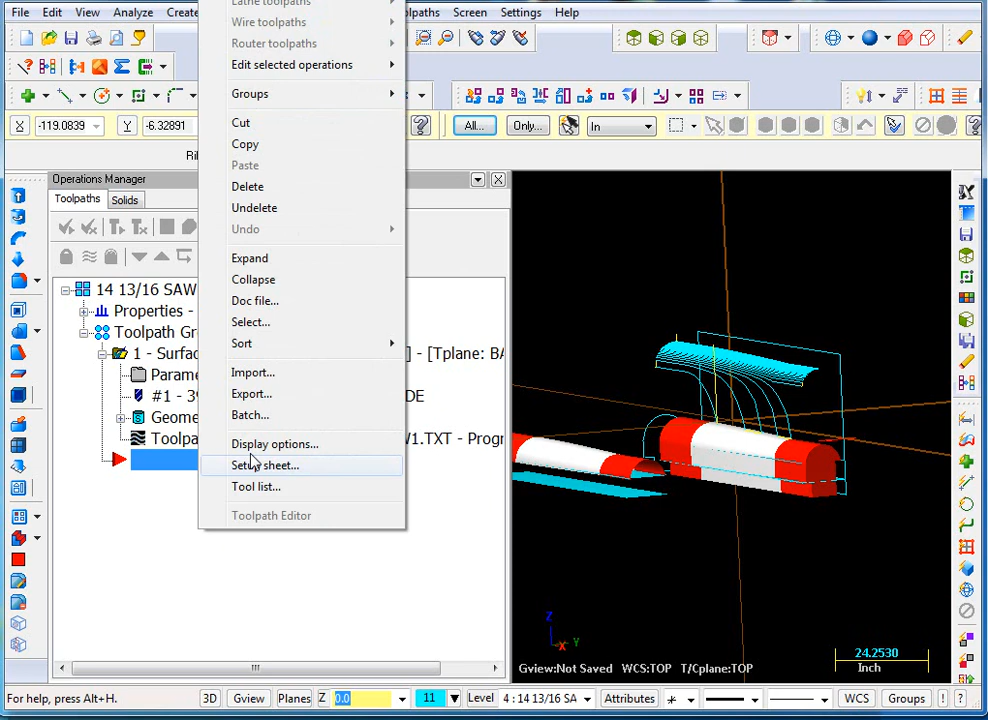 File Edit View Analyze Create olpaths Screen Settings Help
Lathe toolpaths
Wire toolpaths
Router toolpaths
Edit selected operations
Groups
X -119.0839 Y -6.32891
Cut
All... Only... In
Copy
Paste
Operations Manager
Delete
Toolpaths Solids
Undelete
Undo
Expand
Collapse
14 13/16 SAW
Doc file...
Properties -
Select...
Toolpath Gr
Sort
1 - Surfac ] - [Tplane: BA
Parame
Import...
#1 - 39 DE
Export...
Geome
Batch...
Toolpa W1.TXT - Progr
Display options...
Setup sheet...
Tool list...
Toolpath Editor
Z
X Y
24.2530
Inch
Gview:Not Saved WCS:TOP T/Cplane:TOP
For help, press Alt+H. 3D Gview Planes Z 0.0 11 Level 4 : 14 13/16 SA Attributes WCS Groups ! ?